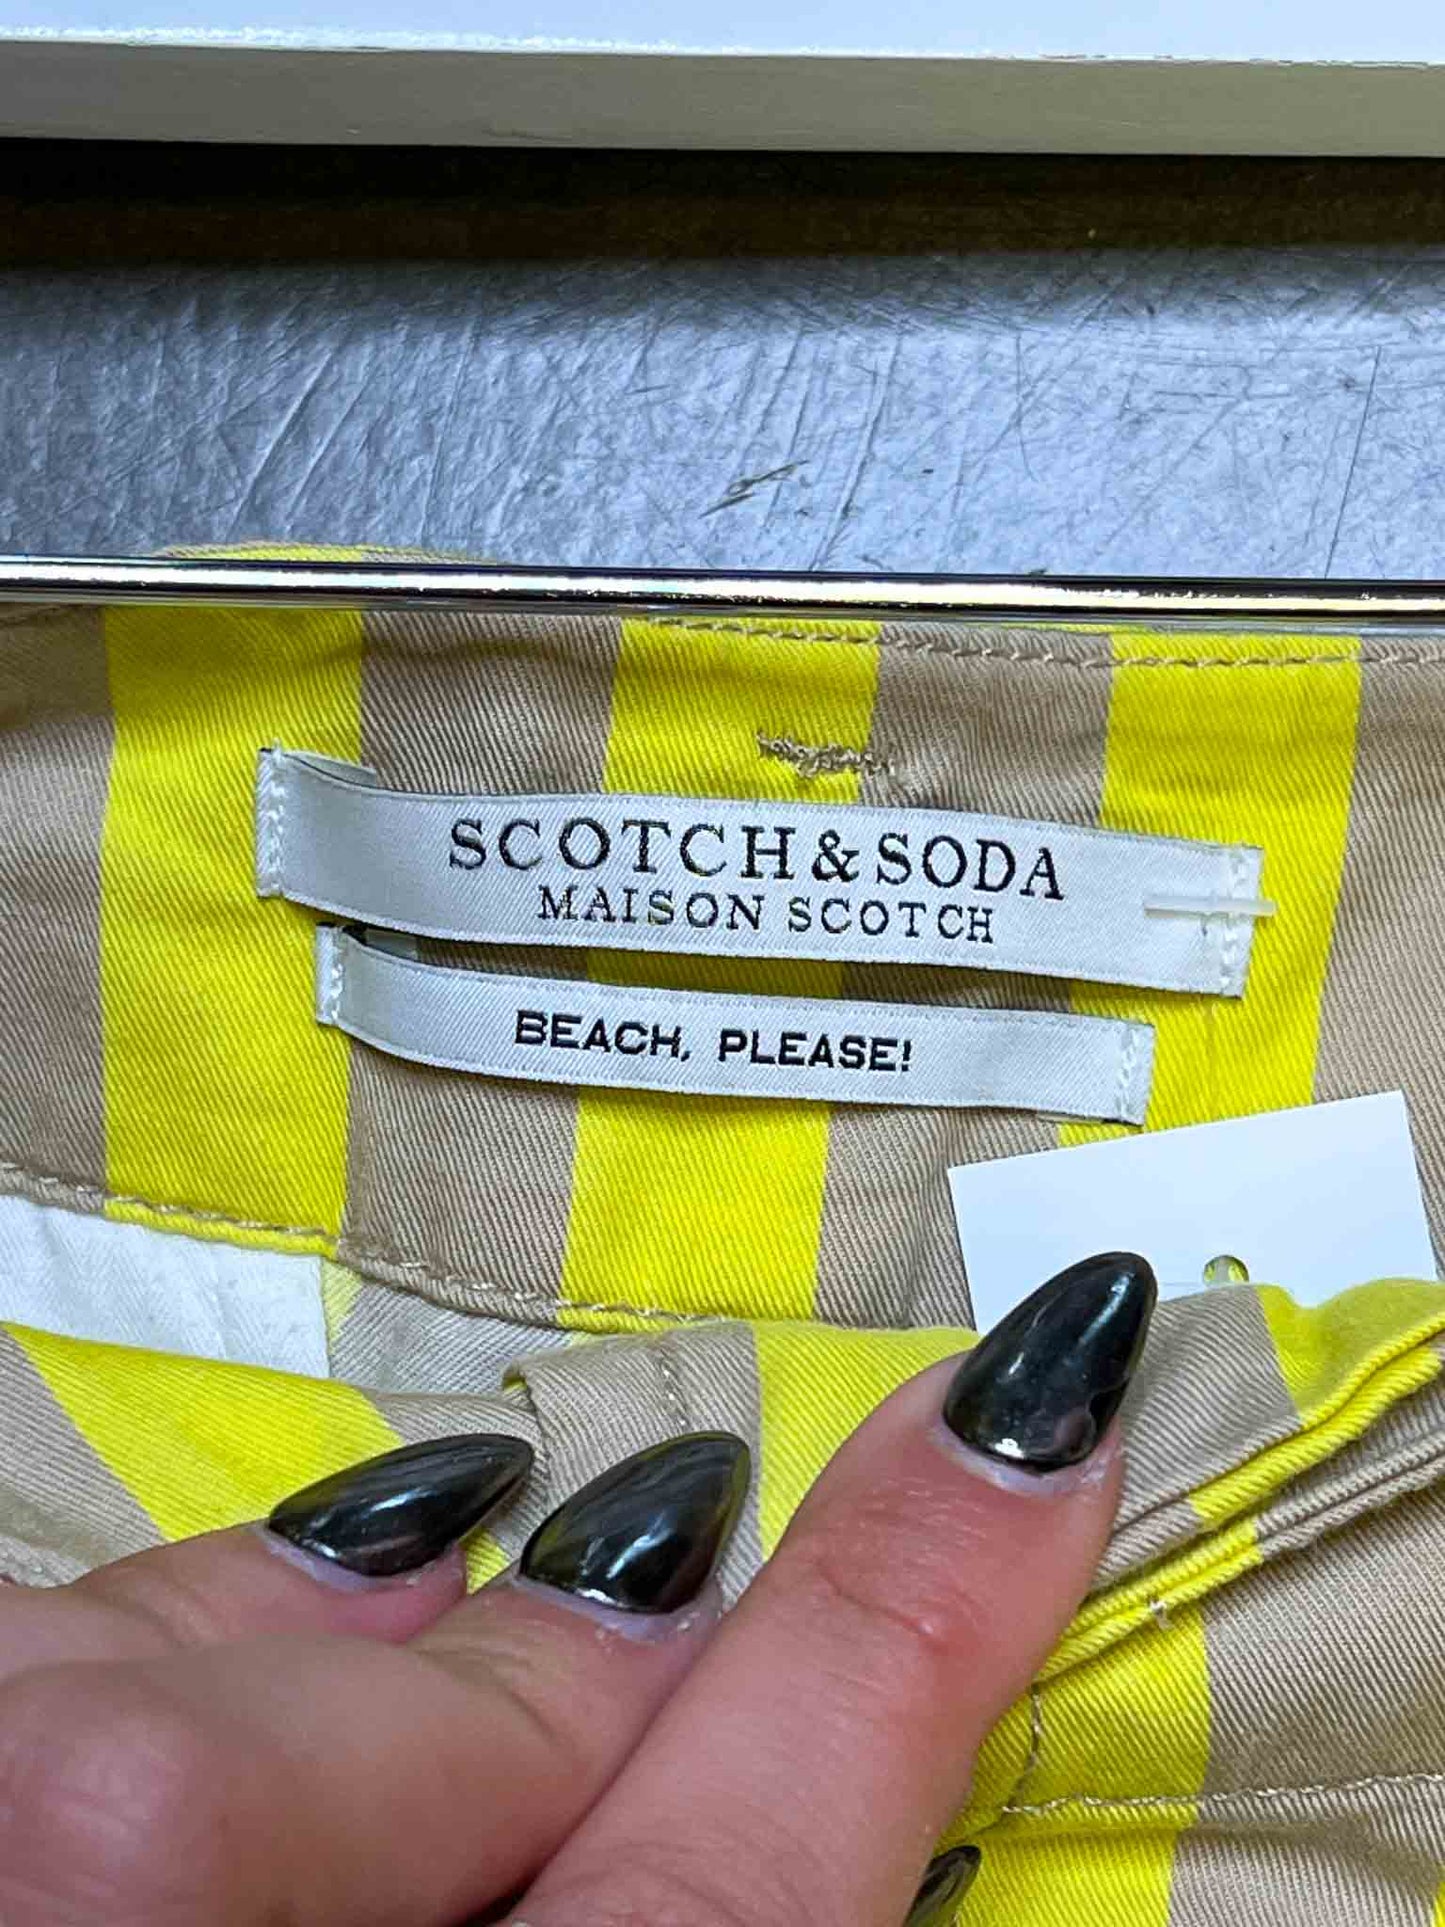 SCOTCH & SODA
MAISON SCOTCH
BEACH, PLEASE!